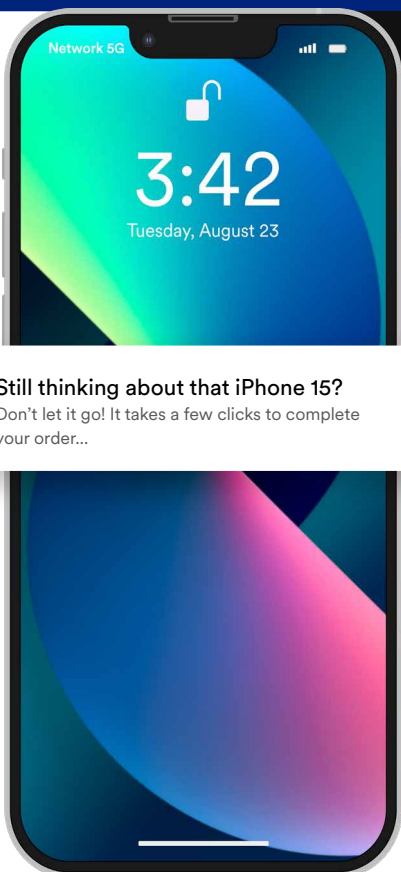 Network 5G
3:42
Tuesday, August 23
Still thinking about that iPhone 15?
Don’t let it go! It takes a few clicks to complete
your order...